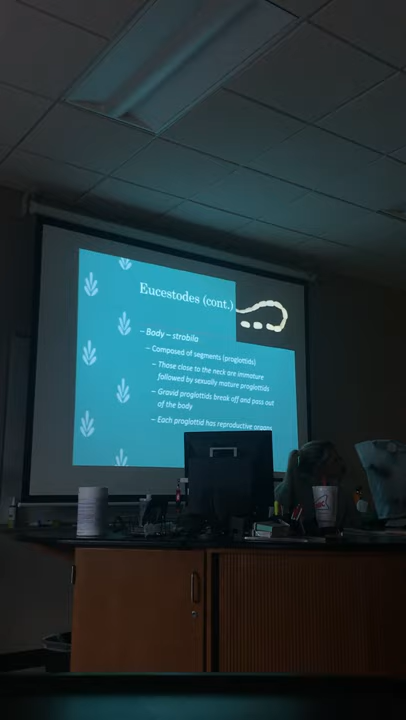 Eucestodes (cont.)
– Body – strobila
– Composed of segments (proglottids)
– Those close to the neck are immature
followed by sexually mature proglottids
– Gravid proglottids break off and pass out
of the body
– Each proglottid has reproductive organs